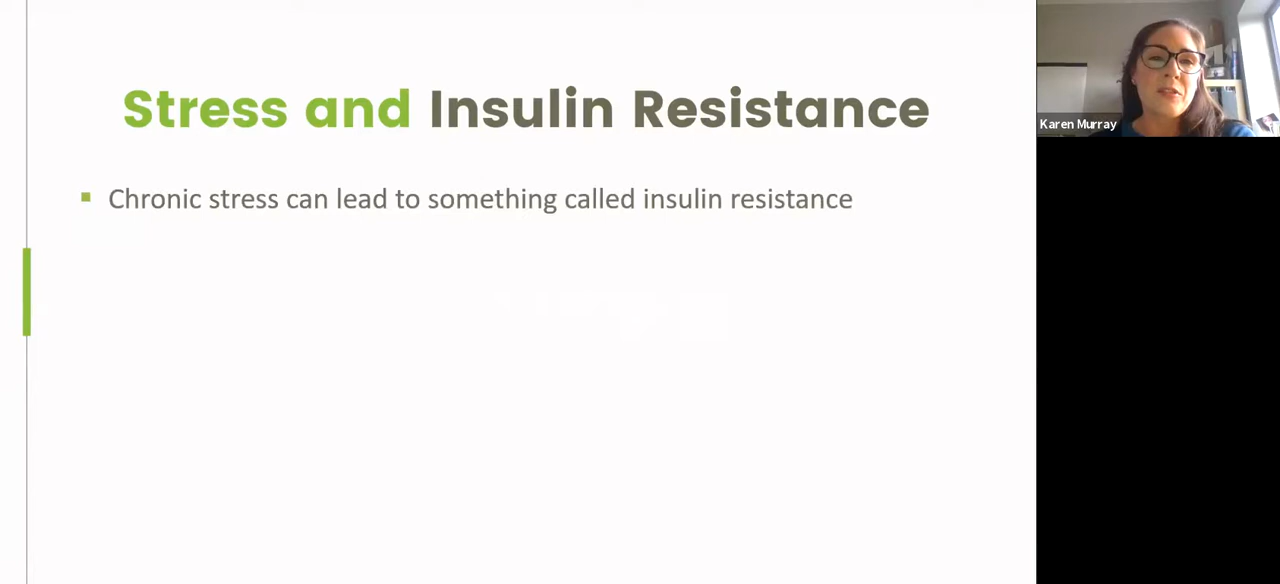 Stress and Insulin Resistance
Chronic stress can lead to something called insulin resistance
Karen Murray